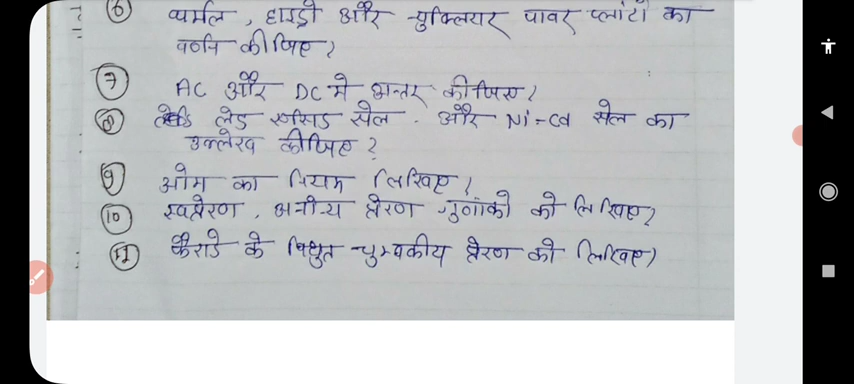 ⑥ थर्मल, हाइड्रो और न्युक्लियर पावर प्लांटो का
वर्णन कीजिए?
⑦ AC और DC मे अन्तर कीजिए?
⑧ लेड एसिड सेल. और Ni-Cd सेल का
उल्लेख कीजिए?
⑨ ओम का नियम लिखिए?
⑩ स्वप्रेरण, अन्योन्य प्रेरण गुणांको को लिखिए?
⑪ फैराडे के विधुत चुम्बकीय प्रेरण को लिखिए?